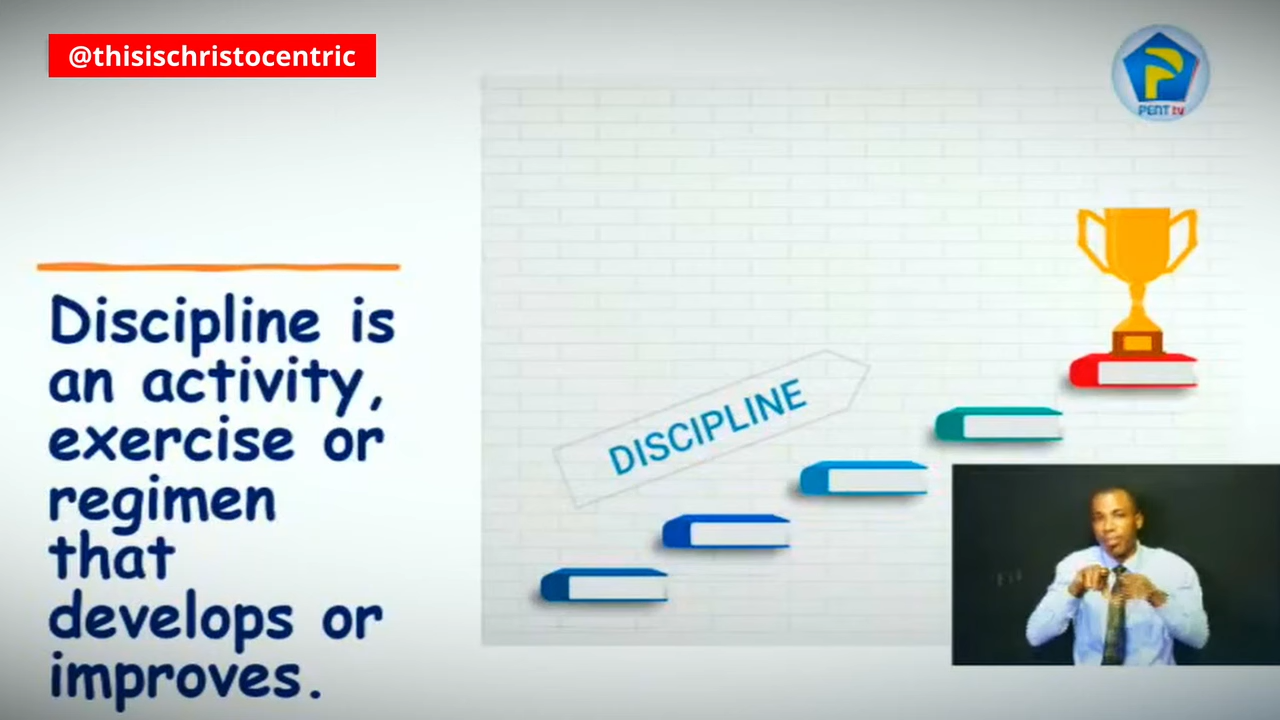 @thisischristocentric
PENT tv
Discipline is
an activity,
exercise or
regimen
that
develops or
improves.
DISCIPLINE